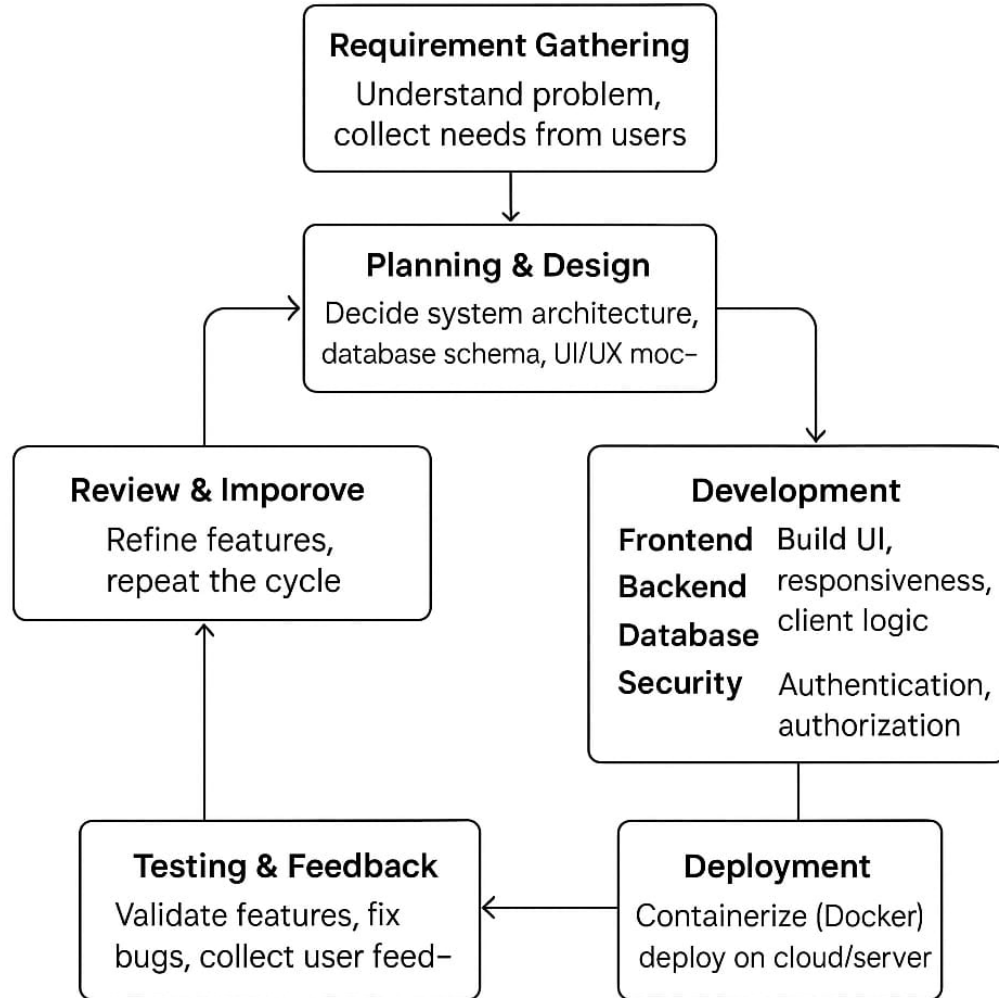 Requirement Gathering
Understand problem,
collect needs from users
Planning & Design
Decide system architecture,
database schema, UI/UX moc-
Review & Imporove
Refine features,
repeat the cycle
Development
Frontend Build UI,
Backend responsiveness,
Database client logic
Security Authentication,
authorization
Testing & Feedback
Validate features, fix
bugs, collect user feed-
Deployment
Containerize (Docker)
deploy on cloud/server